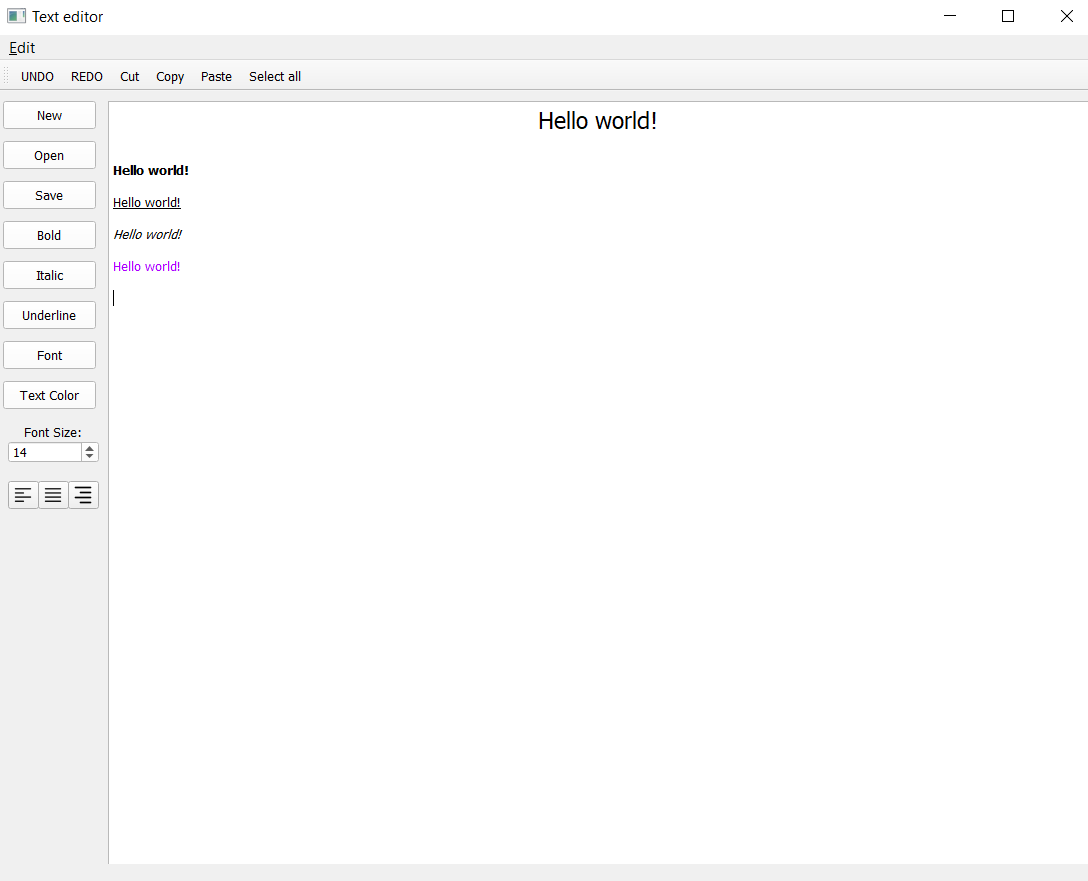 Text editor
Edit
UNDO REDO Cut Copy Paste Select all
New
Open
Save
Bold
Italic
Underline
Font
Text Color
Font Size:
14
Hello world!
Hello world!
Hello world!
Hello world!
Hello world!